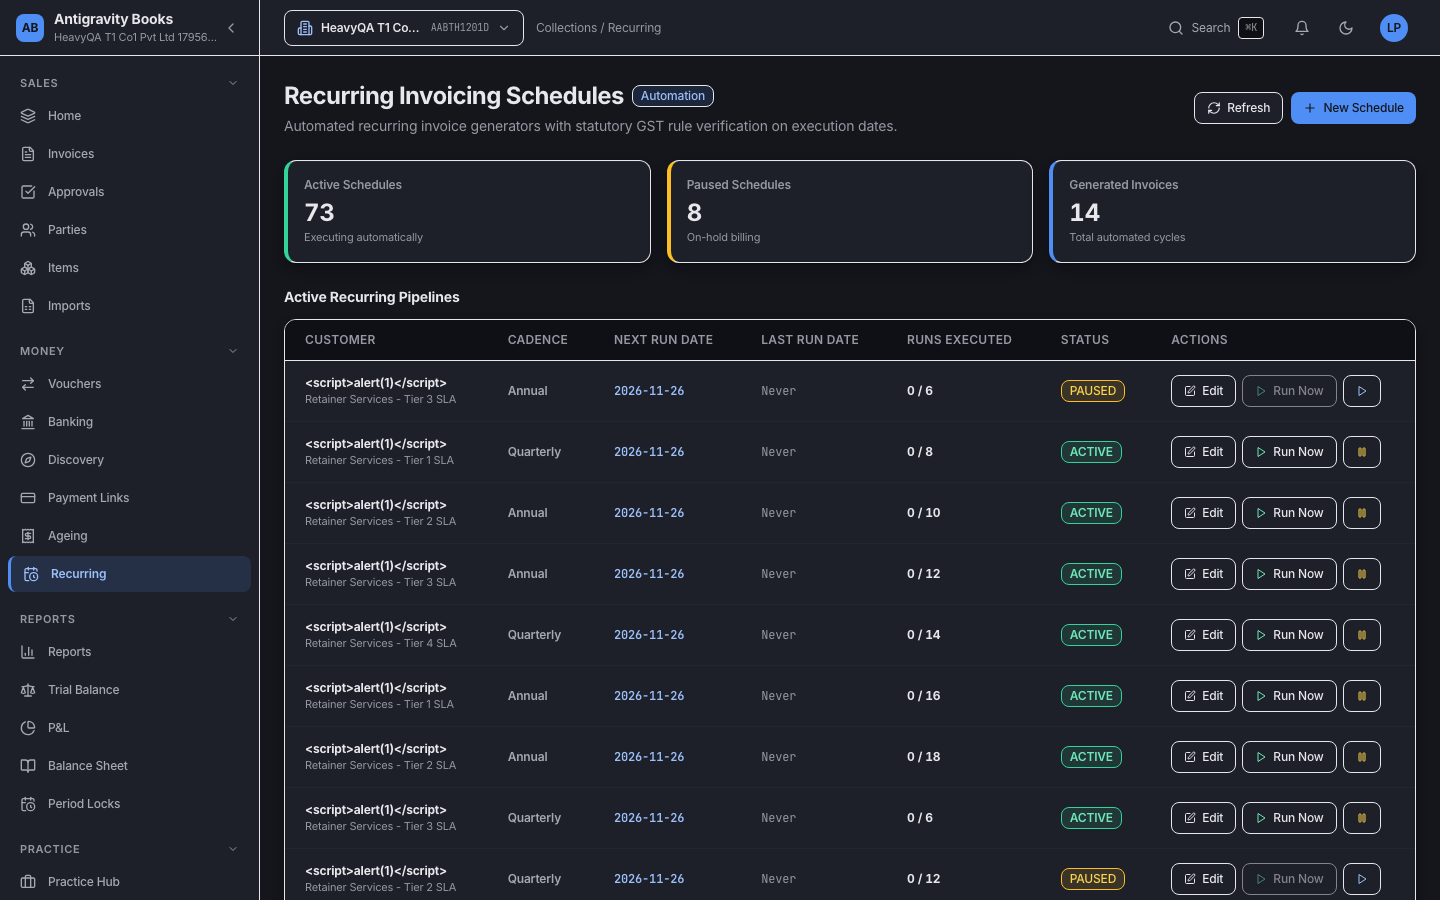 AB
Antigravity Books
HeavyQA T1 Co1 Pvt Ltd 17956...
HeavyQA T1 Co...
AABTH1201D
Collections / Recurring
Search
⌘K
LP
SALES
Home
Invoices
Approvals
Parties
Items
Imports
MONEY
Vouchers
Banking
Discovery
Payment Links
Ageing
Recurring
REPORTS
Reports
Trial Balance
P&L
Balance Sheet
Period Locks
PRACTICE
Practice Hub
Recurring Invoicing Schedules
Automation
Automated recurring invoice generators with statutory GST rule verification on execution dates.
Refresh
New Schedule
Active Schedules
73
Executing automatically
Paused Schedules
8
On-hold billing
Generated Invoices
14
Total automated cycles
Active Recurring Pipelines
CUSTOMER CADENCE NEXT RUN DATE LAST RUN DATE RUNS EXECUTED STATUS ACTIONS
<script>alert(1)</script>
Retainer Services - Tier 3 SLA
Annual 2026-11-26 Never 0 / 6 PAUSED Edit Run Now
<script>alert(1)</script>
Retainer Services - Tier 1 SLA
Quarterly 2026-11-26 Never 0 / 8 ACTIVE Edit Run Now
<script>alert(1)</script>
Retainer Services - Tier 2 SLA
Annual 2026-11-26 Never 0 / 10 ACTIVE Edit Run Now
<script>alert(1)</script>
Retainer Services - Tier 3 SLA
Annual 2026-11-26 Never 0 / 12 ACTIVE Edit Run Now
<script>alert(1)</script>
Retainer Services - Tier 4 SLA
Quarterly 2026-11-26 Never 0 / 14 ACTIVE Edit Run Now
<script>alert(1)</script>
Retainer Services - Tier 1 SLA
Annual 2026-11-26 Never 0 / 16 ACTIVE Edit Run Now
<script>alert(1)</script>
Retainer Services - Tier 2 SLA
Annual 2026-11-26 Never 0 / 18 ACTIVE Edit Run Now
<script>alert(1)</script>
Retainer Services - Tier 3 SLA
Quarterly 2026-11-26 Never 0 / 6 ACTIVE Edit Run Now
<script>alert(1)</script>
Retainer Services - Tier 2 SLA
Quarterly 2026-11-26 Never 0 / 12 PAUSED Edit Run Now